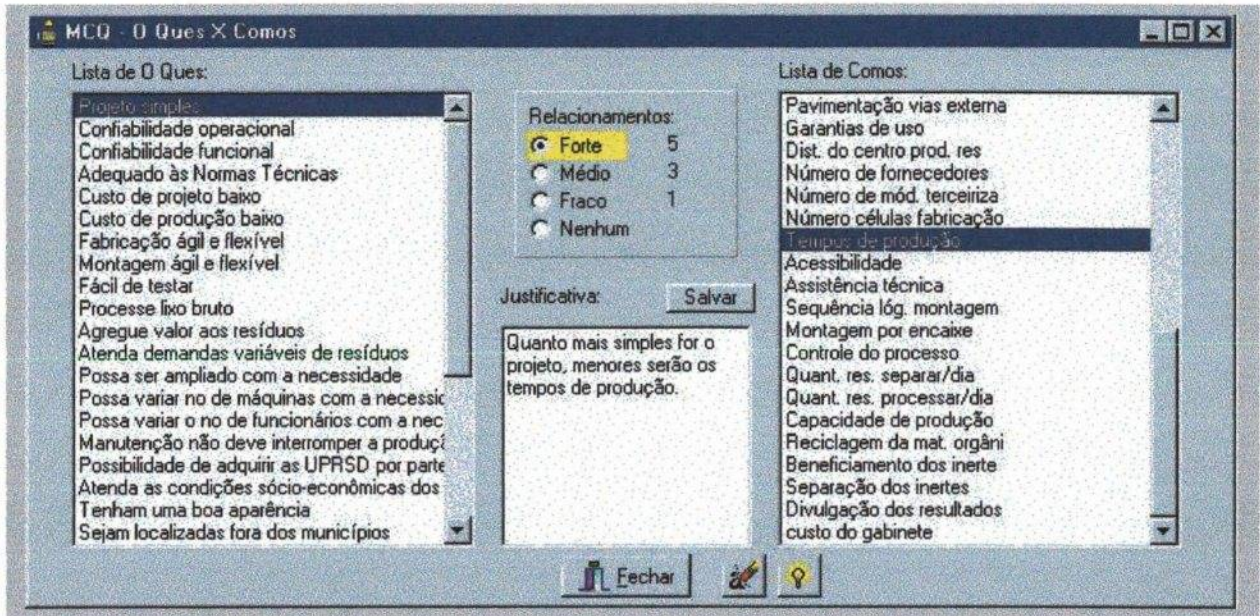 MCQ - O Ques X Comos
Lista de O Ques:
Projeto simples
Confiabilidade operacional
Confiabilidade funcional
Adequado às Normas Técnicas
Custo de projeto baixo
Custo de produção baixo
Fabricação ágil e flexível
Montagem ágil e flexível
Fácil de testar
Processe lixo bruto
Agregue valor aos resíduos
Atenda demandas variáveis de resíduos
Possa ser ampliado com a necessidade
Possa variar no de máquinas com a necessic
Possa variar o no de funcionários com a nec
Manutenção não deve interromper a produçã
Possibilidade de adquirir as UPRSD por parte
Atenda as condições sócio-econômicas dos
Tenham uma boa aparência
Sejam localizadas fora dos municípios
Relacionamentos:
Forte 5
Médio 3
Fraco 1
Nenhum
Justificativa:
Salvar
Quanto mais simples for o
projeto, menores serão os
tempos de produção.
Lista de Comos:
Pavimentação vias externa
Garantias de uso
Dist. do centro prod. res
Número de fornecedores
Número de mód. terceiriza
Número células fabricação
Tempos de produção
Acessibilidade
Assistência técnica
Sequência lóg. montagem
Montagem por encaixe
Controle do processo
Quant. res. separar/dia
Quant. res. processar/dia
Capacidade de produção
Reciclagem da mat. orgâni
Beneficiamento dos inerte
Separação dos inertes
Divulgação dos resultados
custo do gabinete
Fechar